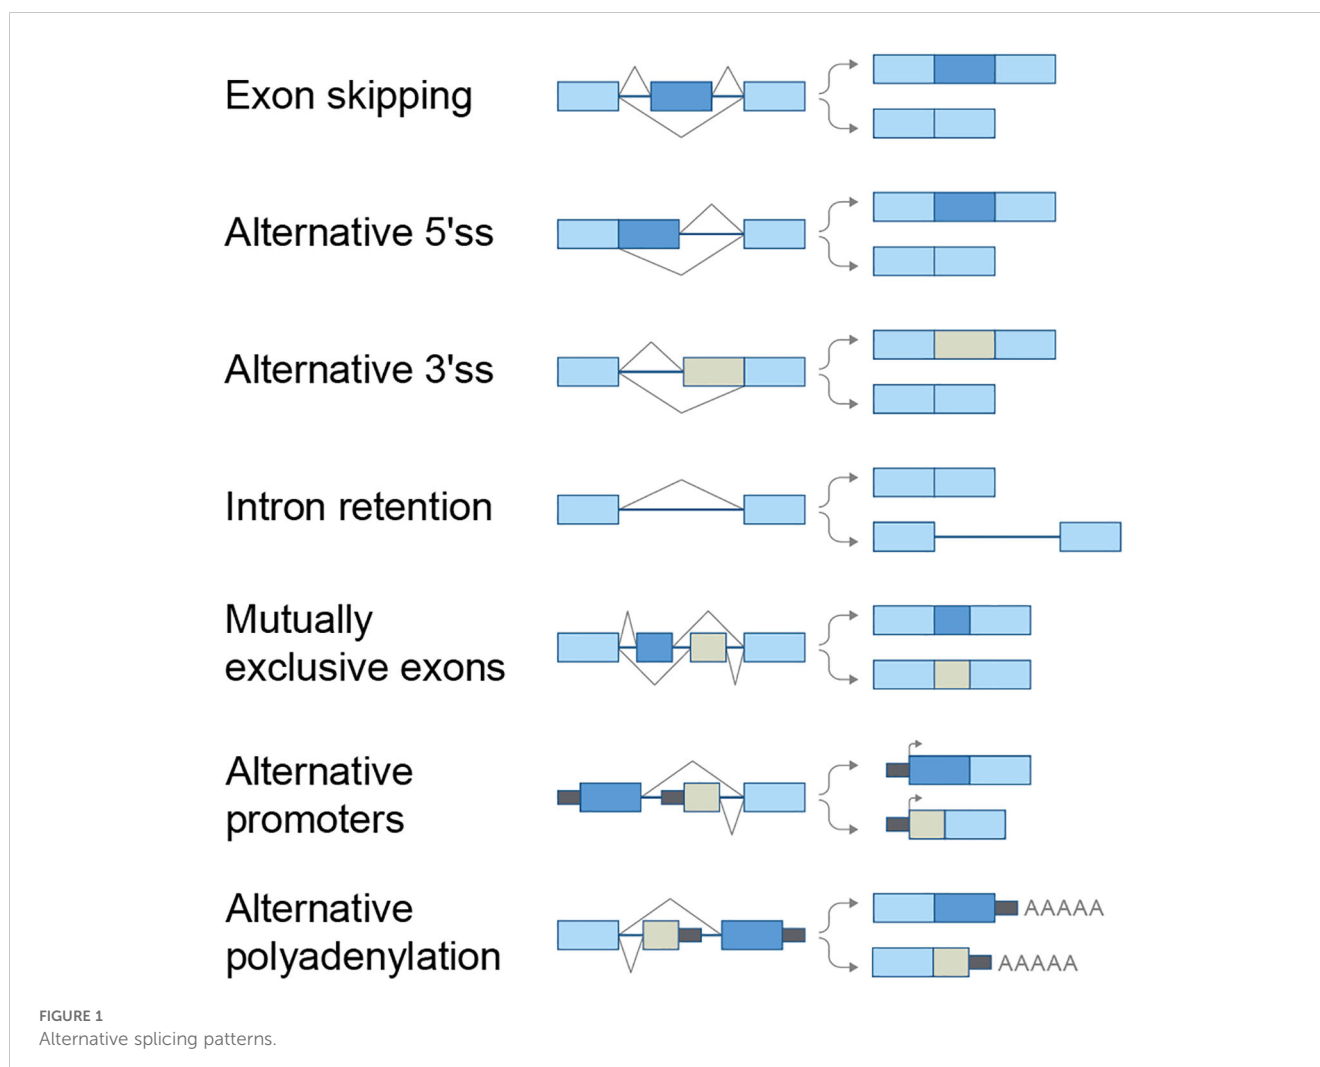 Exon skipping
Alternative 5'ss
Alternative 3'ss
Intron retention
Mutually
exclusive exons
Alternative
promoters
Alternative
polyadenylation
AAAAA
AAAAA
FIGURE 1
Alternative splicing patterns.